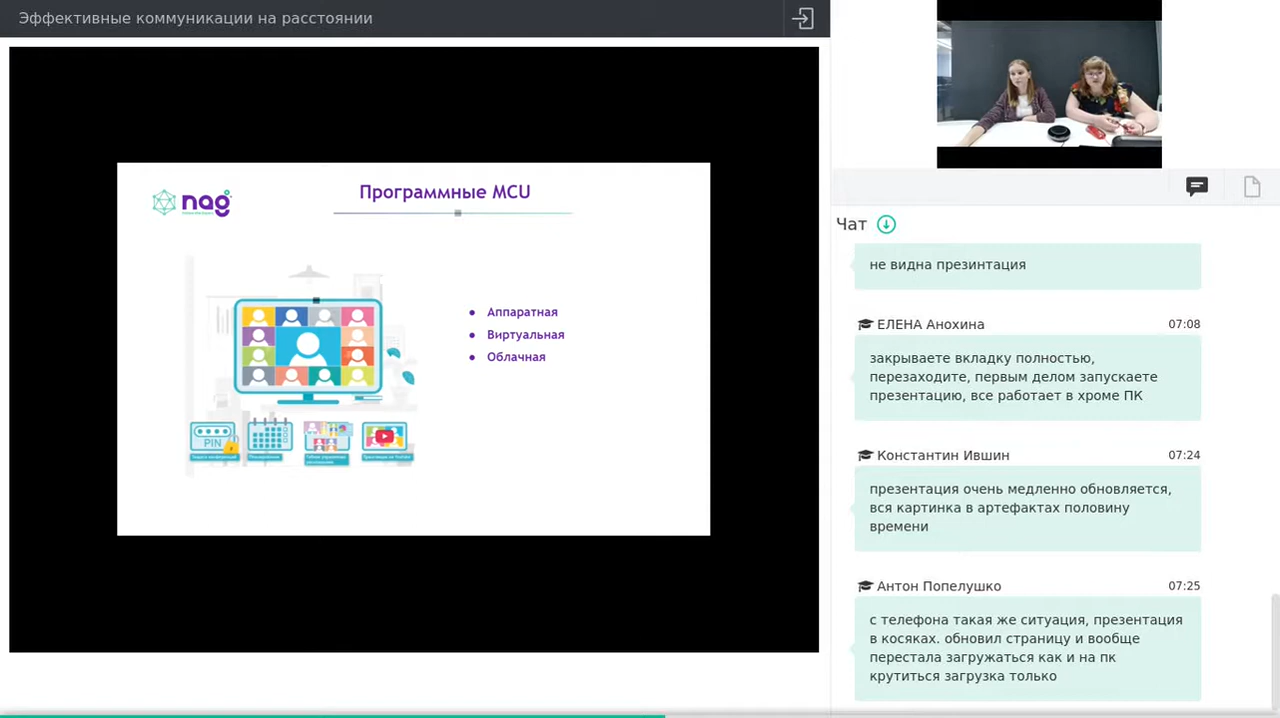 Эффективные коммуникации на расстоянии
nag
Программные MCU
Аппаратная
Виртуальная
Облачная
PIN
Чат
не видна презинтация
ЕЛЕНА Анохина 07:08
закрываете вкладку полностью,
перезаходите, первым делом запускаете
презентацию, все работает в хроме ПК
Константин Ившин 07:24
презентация очень медленно обновляется,
вся картинка в артефактах половину
времени
Антон Попелушко 07:25
с телефона такая же ситуация, презентация
в косяках. обновил страницу и вообще
перестала загружаться как и на пк
крутиться загрузка только